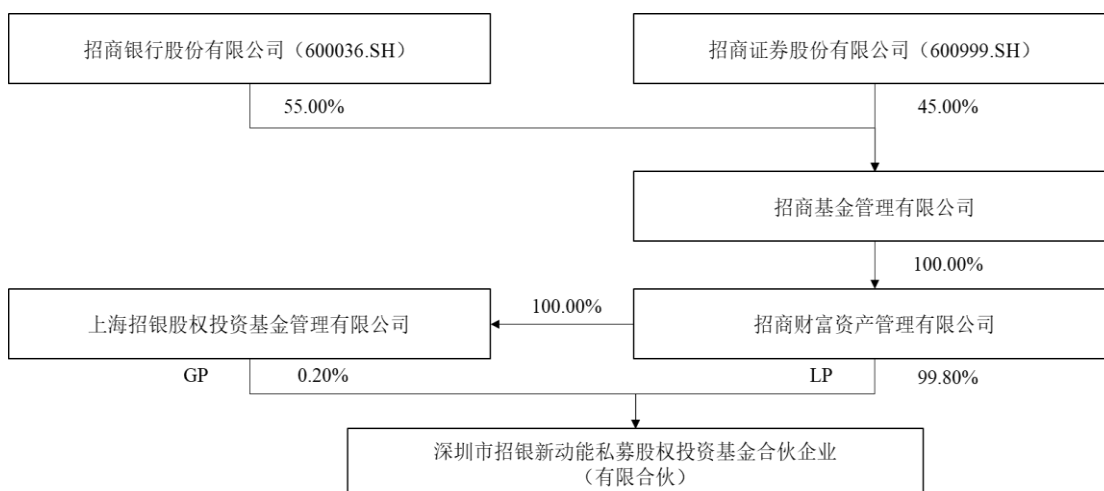 招商银行股份有限公司（600036.SH）
招商证券股份有限公司（600999.SH）
55.00%
45.00%
招商基金管理有限公司
100.00%
上海招银股权投资基金管理有限公司
100.00%
招商财富资产管理有限公司
GP
0.20%
LP
99.80%
深圳市招银新动能私募股权投资基金合伙企业
（有限合伙）